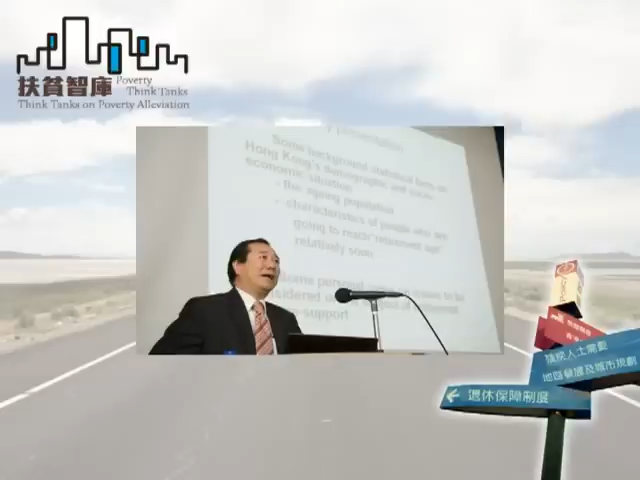 扶貧智庫
Poverty
Think Tanks
Think Tanks on Poverty Alleviation
presentation
Some background statistical facts on
Hong Kong's demographic and socio-
economic situation
- the ageing population
- characteristics of people who are
going to reach "retirement age"
relatively soon
Some personal
considered
support
殘疾人士需要
地區發展及城市規劃
退休保障制度